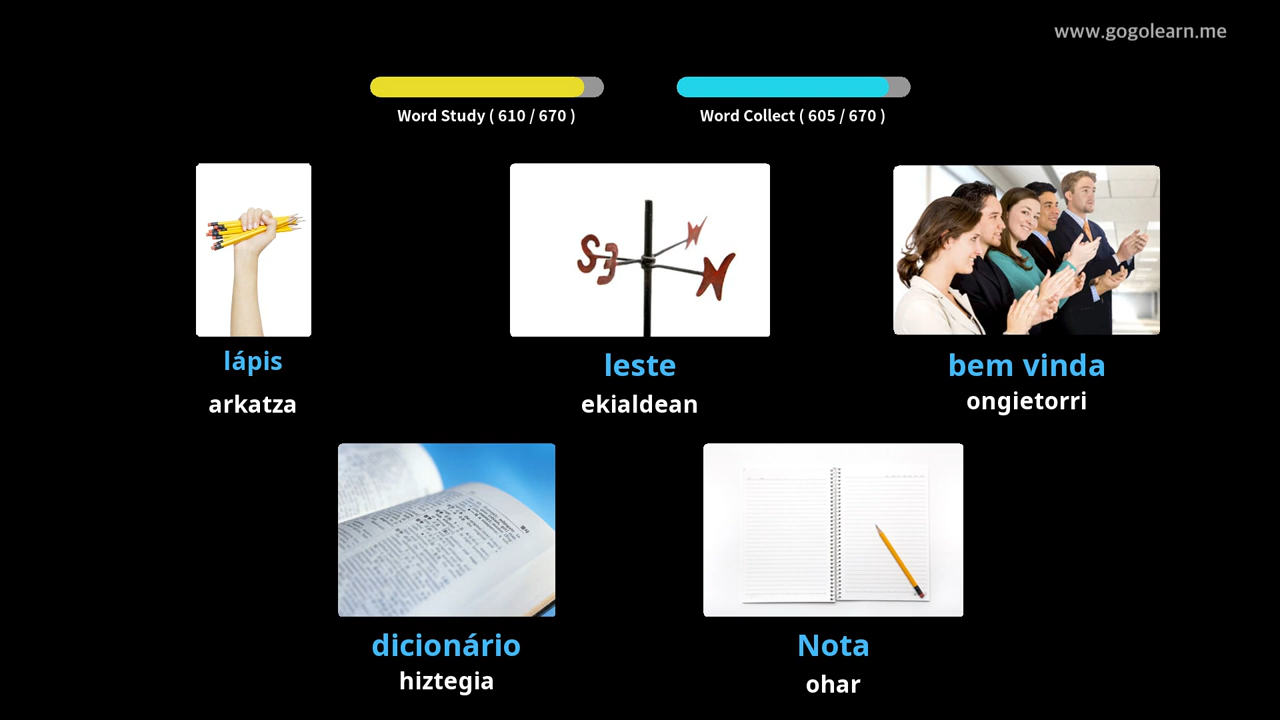 www.gogolearn.me
Word Study ( 610 / 670 )
Word Collect ( 605 / 670 )
S E N W
lápis
leste
bem vinda
arkatza
ekialdean
ongietorri
dicionário
Nota
hiztegia
ohar